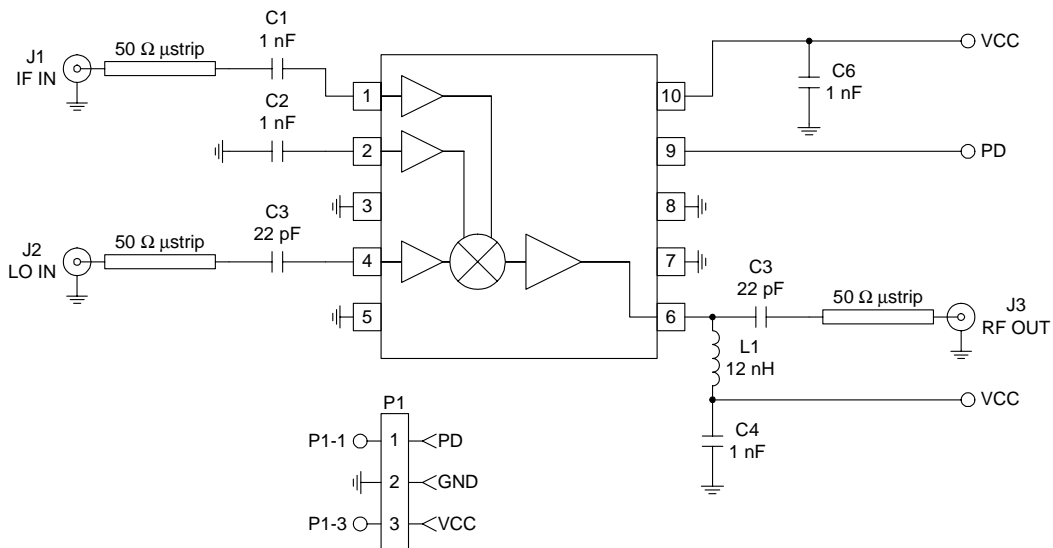 C1
1 nF
50 Ω μstrip
J1
IF IN
VCC
C6
1 nF
1
10
C2
1 nF
2
9
PD
3
8
C3
22 pF
50 Ω μstrip
J2
LO IN
4
7
C3
22 pF
50 Ω μstrip
J3
RF OUT
5
6
L1
12 nH
VCC
C4
1 nF
P1
P1-1
1
PD
2
GND
P1-3
3
VCC